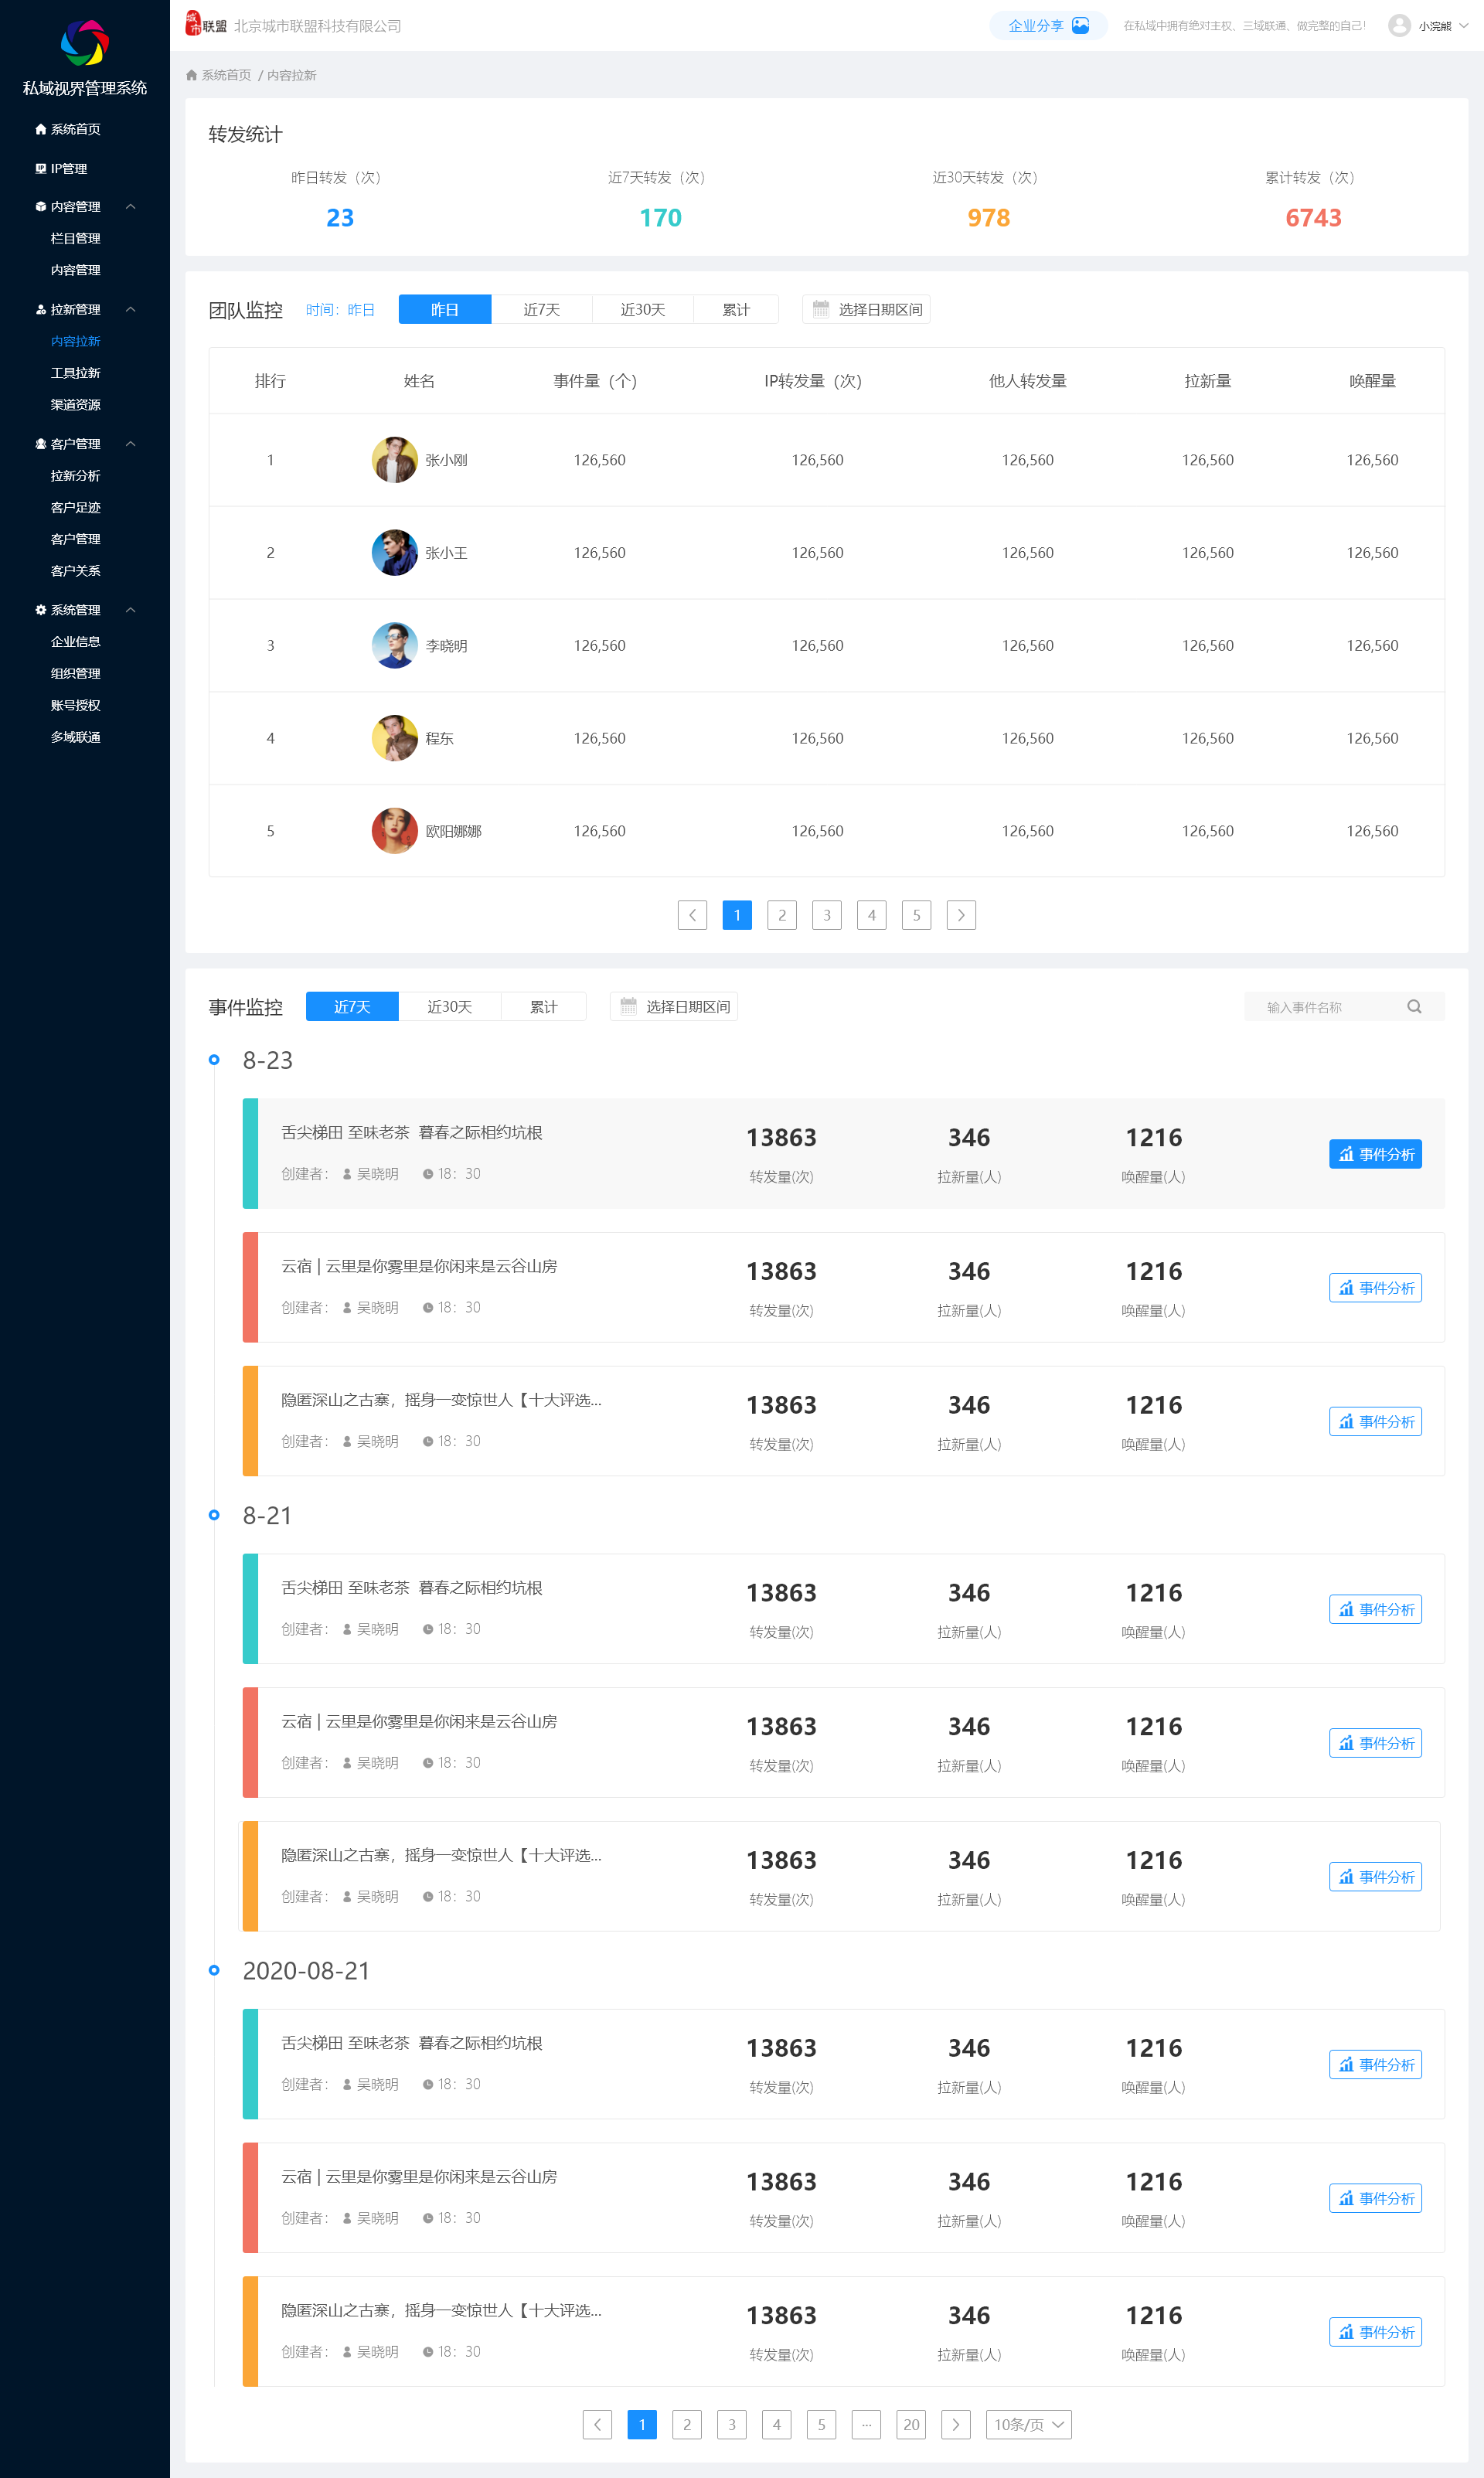 私域视界管理系统
系统首页
IP管理
内容管理
栏目管理
内容管理
拉新管理
内容拉新
工具拉新
渠道资源
客户管理
拉新分析
客户足迹
客户管理
客户关系
系统管理
企业信息
组织管理
账号授权
多域联通
城市联盟 北京城市联盟科技有限公司
企业分享
在私域中拥有绝对主权、三域联通、做完整的自己!
小浣熊
系统首页 / 内容拉新
转发统计
昨日转发（次） 近7天转发（次） 近30天转发（次） 累计转发（次）
23 170 978 6743
团队监控 时间：昨日 昨日 近7天 近30天 累计 选择日期区间
排行 姓名 事件量（个） IP转发量（次） 他人转发量 拉新量 唤醒量
1 张小刚 126,560 126,560 126,560 126,560 126,560
2 张小王 126,560 126,560 126,560 126,560 126,560
3 李晓明 126,560 126,560 126,560 126,560 126,560
4 程东 126,560 126,560 126,560 126,560 126,560
5 欧阳娜娜 126,560 126,560 126,560 126,560 126,560
1 2 3 4 5
事件监控 近7天 近30天 累计 选择日期区间 输入事件名称
8-23
舌尖梯田 至味老茶 暮春之际相约坑根
创建者： 吴晓明 18：30
13863 346 1216
转发量(次) 拉新量(人) 唤醒量(人)
事件分析
云宿 | 云里是你雾里是你闲来是云谷山房
创建者： 吴晓明 18：30
13863 346 1216
转发量(次) 拉新量(人) 唤醒量(人)
事件分析
隐匿深山之古寨，摇身一变惊世人【十大评选...
创建者： 吴晓明 18：30
13863 346 1216
转发量(次) 拉新量(人) 唤醒量(人)
事件分析
8-21
舌尖梯田 至味老茶 暮春之际相约坑根
创建者： 吴晓明 18：30
13863 346 1216
转发量(次) 拉新量(人) 唤醒量(人)
事件分析
云宿 | 云里是你雾里是你闲来是云谷山房
创建者： 吴晓明 18：30
13863 346 1216
转发量(次) 拉新量(人) 唤醒量(人)
事件分析
隐匿深山之古寨，摇身一变惊世人【十大评选...
创建者： 吴晓明 18：30
13863 346 1216
转发量(次) 拉新量(人) 唤醒量(人)
事件分析
2020-08-21
舌尖梯田 至味老茶 暮春之际相约坑根
创建者： 吴晓明 18：30
13863 346 1216
转发量(次) 拉新量(人) 唤醒量(人)
事件分析
云宿 | 云里是你雾里是你闲来是云谷山房
创建者： 吴晓明 18：30
13863 346 1216
转发量(次) 拉新量(人) 唤醒量(人)
事件分析
隐匿深山之古寨，摇身一变惊世人【十大评选...
创建者： 吴晓明 18：30
13863 346 1216
转发量(次) 拉新量(人) 唤醒量(人)
事件分析
1 2 3 4 5 ... 20 10条/页